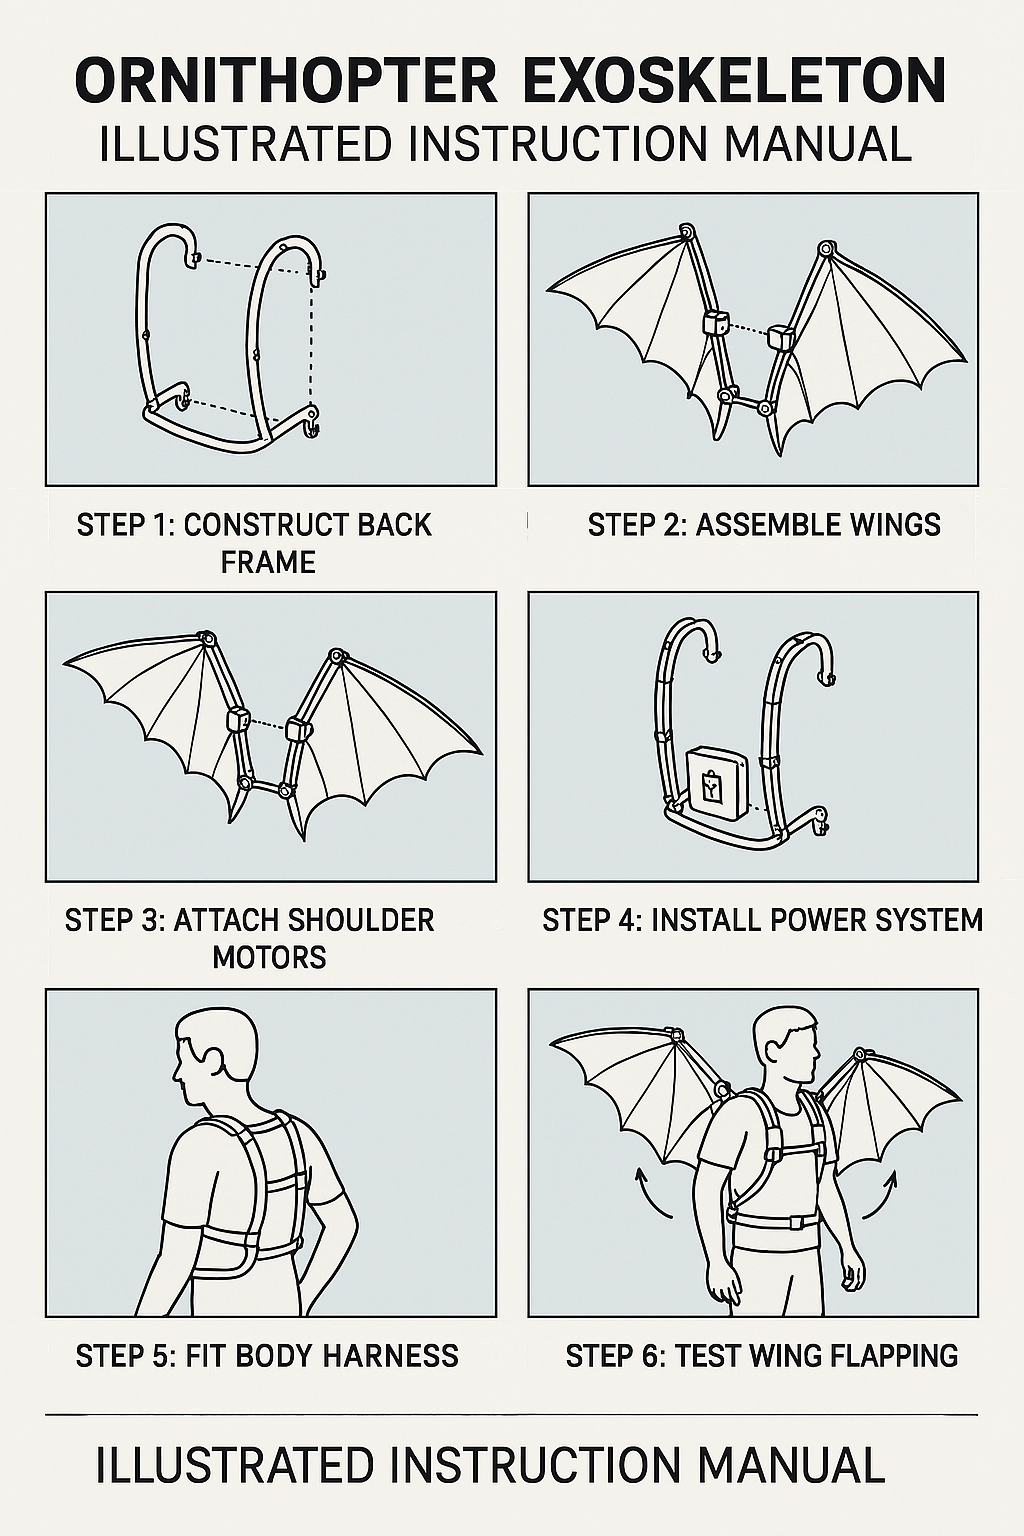 ORNITHOPTER EXOSKELETON
ILLUSTRATED INSTRUCTION MANUAL
STEP 1: CONSTRUCT BACK
FRAME
STEP 2: ASSEMBLE WINGS
STEP 3: ATTACH SHOULDER
MOTORS
STEP 4: INSTALL POWER SYSTEM
STEP 5: FIT BODY HARNESS
STEP 6: TEST WING FLAPPING
ILLUSTRATED INSTRUCTION MANUAL